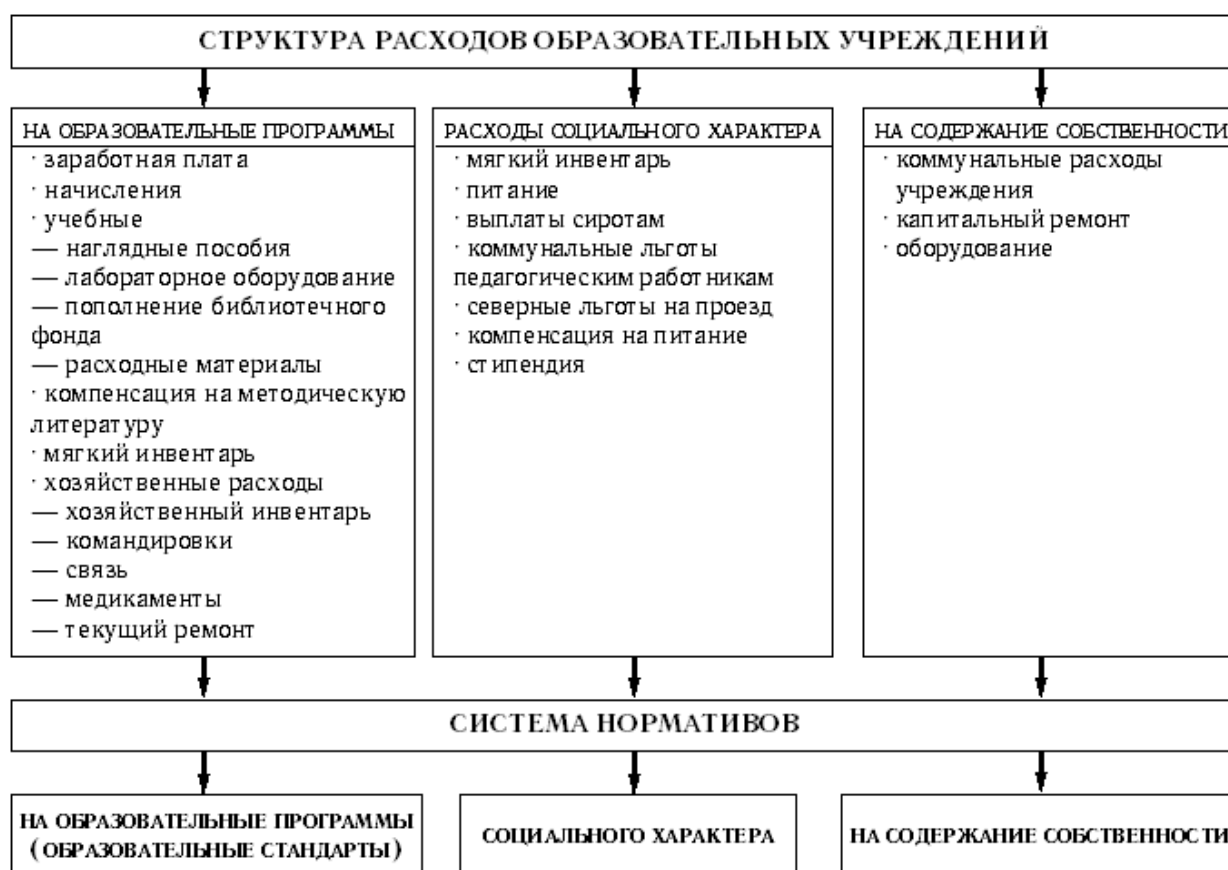 СТРУКТУРА РАСХОДОВ ОБРАЗОВАТЕЛЬНЫХ УЧРЕЖДЕНИЙ
НА ОБРАЗОВАТЕЛЬНЫЕ ПРОГРАММЫ
· заработная плата
· начисления
· учебные
— наглядные пособия
— лабораторное оборудование
— пополнение библиотечного
фонда
— расходные материалы
· компенсация на методическую
литературу
· мягкий инвентарь
· хозяйственные расходы
— хозяйственный инвентарь
— командировки
— связь
— медикаменты
— текущий ремонт
РАСХОДЫ СОЦИАЛЬНОГО ХАРАКТЕРА
· мягкий инвентарь
· питание
· выплаты сиротам
· коммунальные льготы
педагогическим работникам
· северные льготы на проезд
· компенсация на питание
· стипендия
НА СОДЕРЖАНИЕ СОБСТВЕННОСТИ
· коммунальные расходы
учреждения
· капитальный ремонт
· оборудование
СИСТЕМА НОРМАТИВОВ
НА ОБРАЗОВАТЕЛЬНЫЕ ПРОГРАММЫ
(ОБРАЗОВАТЕЛЬНЫЕ СТАНДАРТЫ)
СОЦИАЛЬНОГО ХАРАКТЕРА
НА СОДЕРЖАНИЕ СОБСТВЕННОСТИ